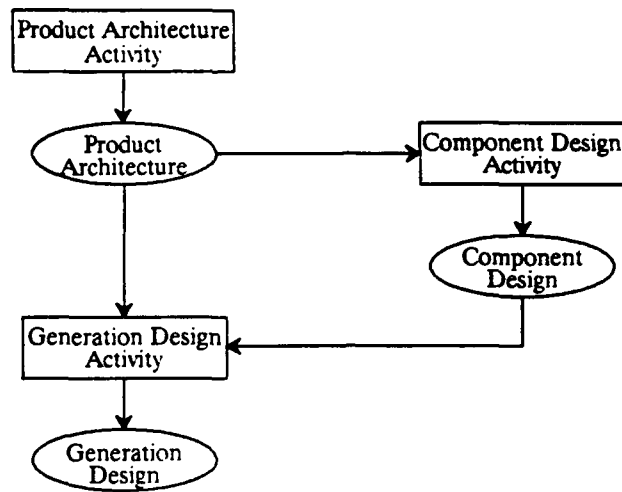 Product Architecture
Activity
Product
Architecture
Component Design
Activity
Component
Design
Generation Design
Activity
Generation
Design